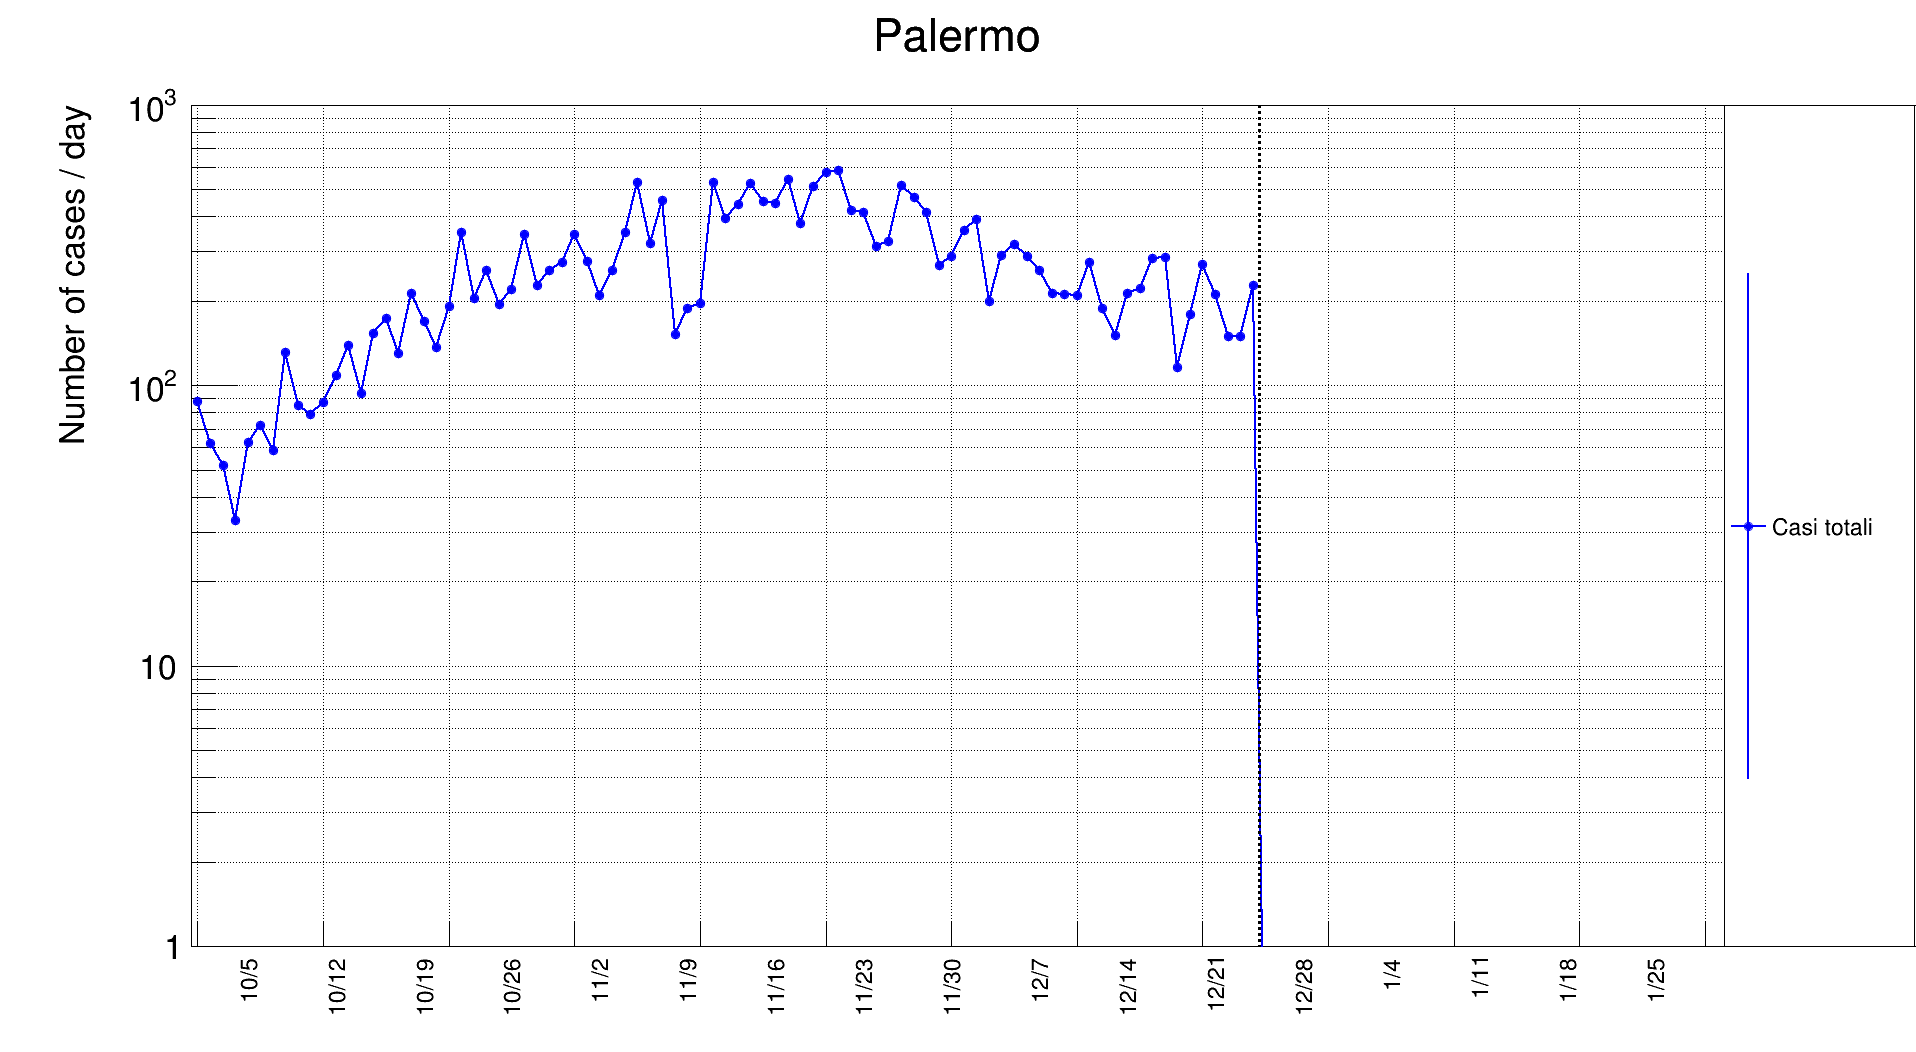 Palermo
Number of cases / day
10³
10²
10
1
10/5 10/12 10/19 10/26 11/2 11/9 11/16 11/23 11/30 12/7 12/14 12/21 12/28 1/4 1/11 1/18 1/25
Casi totali